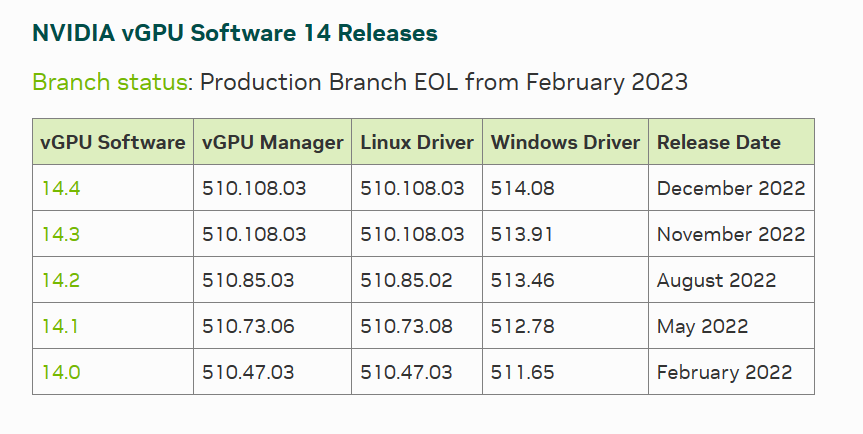 NVIDIA vGPU Software 14 Releases
Branch status: Production Branch EOL from February 2023
vGPU Software vGPU Manager Linux Driver Windows Driver Release Date
14.4 510.108.03 510.108.03 514.08 December 2022
14.3 510.108.03 510.108.03 513.91 November 2022
14.2 510.85.03 510.85.02 513.46 August 2022
14.1 510.73.06 510.73.08 512.78 May 2022
14.0 510.47.03 510.47.03 511.65 February 2022